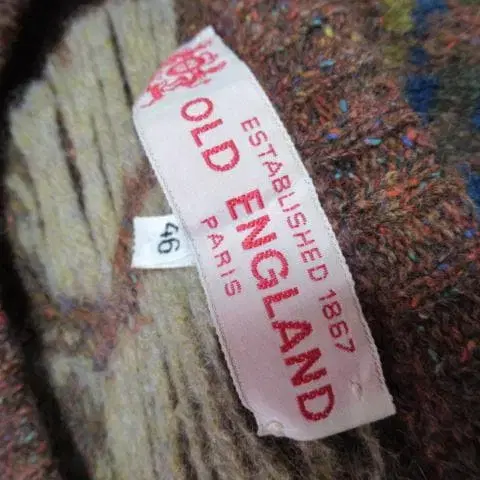 ESTABLISHED 1867
OLD ENGLAND
PARIS
46